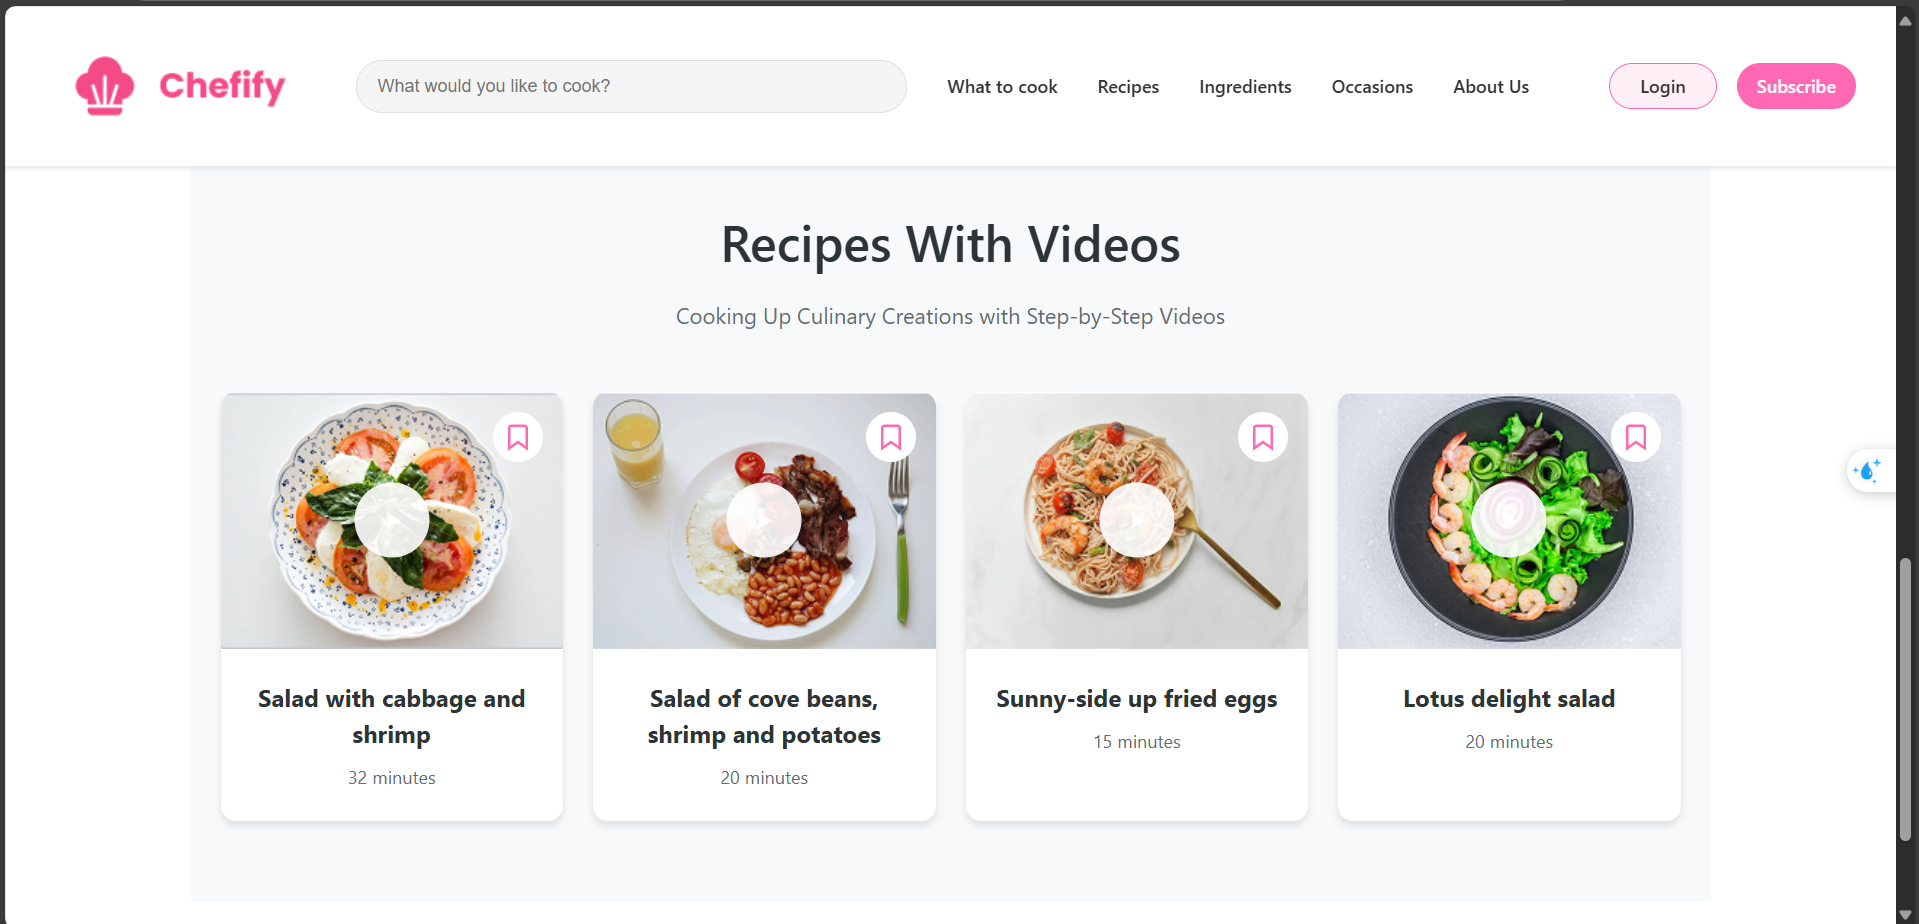 Chefify
What would you like to cook?
What to cook
Recipes
Ingredients
Occasions
About Us
Login
Subscribe
Recipes With Videos
Cooking Up Culinary Creations with Step-by-Step Videos
Salad with cabbage and
shrimp
32 minutes
Salad of cove beans,
shrimp and potatoes
20 minutes
Sunny-side up fried eggs
15 minutes
Lotus delight salad
20 minutes